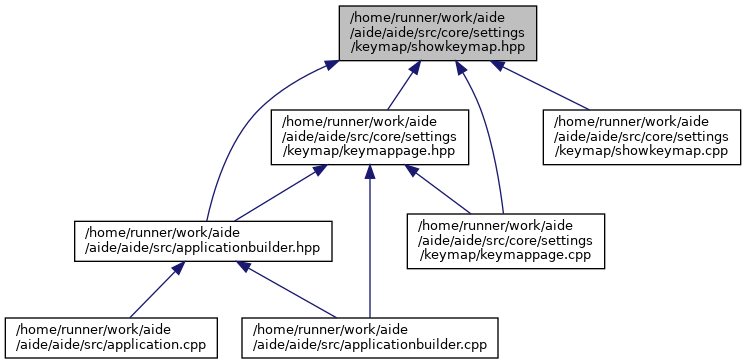 /home/runner/work/aide
/aide/aide/src/core/settings
/keymap/showkeymap.hpp
/home/runner/work/aide
/aide/aide/src/core/settings
/keymap/keymappage.hpp
/home/runner/work/aide
/aide/aide/src/core/settings
/keymap/showkeymap.cpp
/home/runner/work/aide
/aide/aide/src/applicationbuilder.hpp
/home/runner/work/aide
/aide/aide/src/core/settings
/keymap/keymappage.cpp
/home/runner/work/aide
/aide/aide/src/application.cpp
/home/runner/work/aide
/aide/aide/src/applicationbuilder.cpp